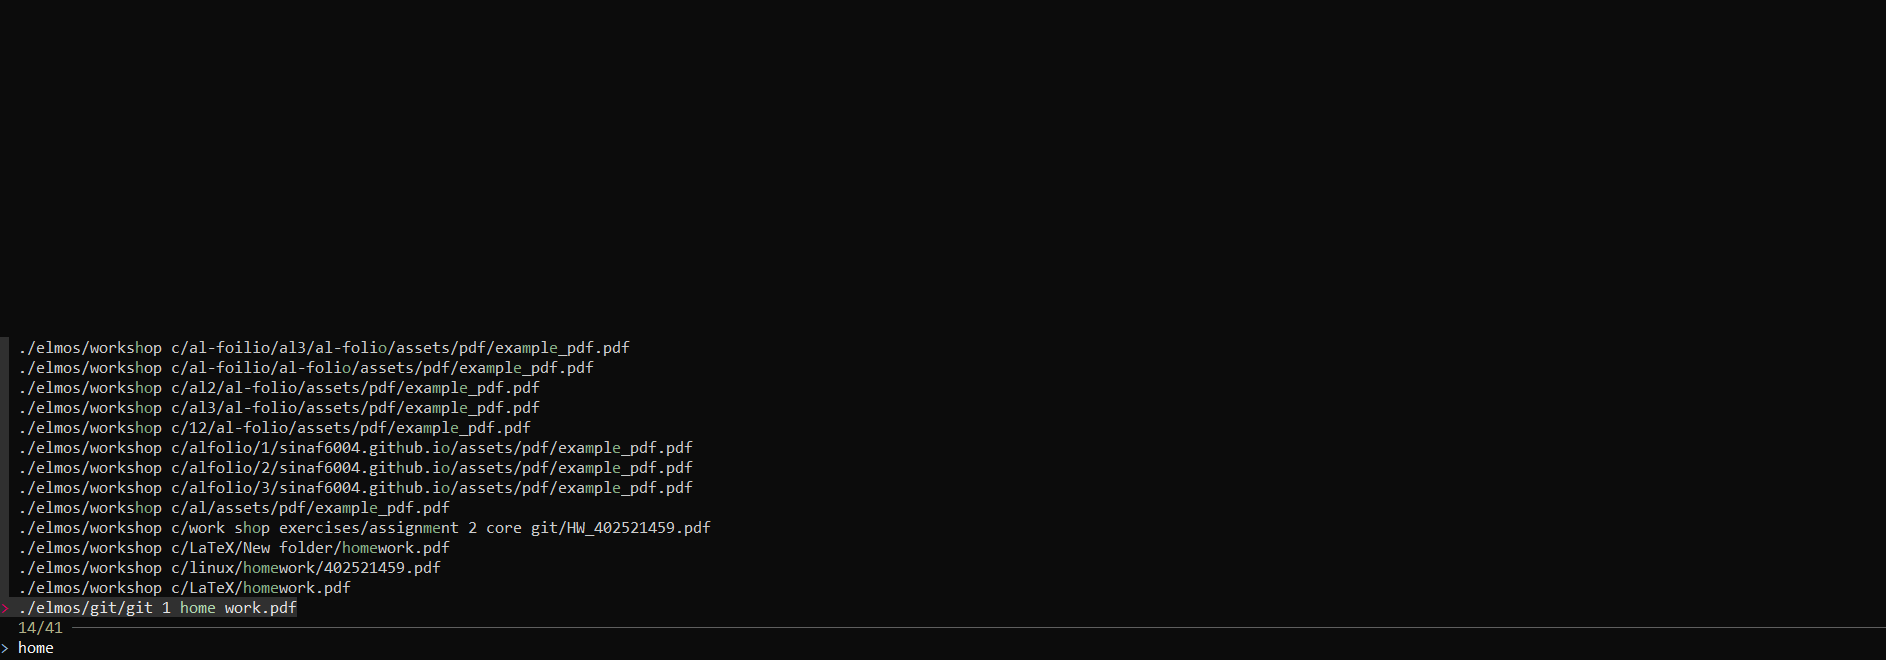 ./elmos/workshop c/al-foilio/al3/al-folio/assets/pdf/example_pdf.pdf
./elmos/workshop c/al-foilio/al-folio/assets/pdf/example_pdf.pdf
./elmos/workshop c/al2/al-folio/assets/pdf/example_pdf.pdf
./elmos/workshop c/al3/al-folio/assets/pdf/example_pdf.pdf
./elmos/workshop c/12/al-folio/assets/pdf/example_pdf.pdf
./elmos/workshop c/alfolio/1/sinaf6004.github.io/assets/pdf/example_pdf.pdf
./elmos/workshop c/alfolio/2/sinaf6004.github.io/assets/pdf/example_pdf.pdf
./elmos/workshop c/alfolio/3/sinaf6004.github.io/assets/pdf/example_pdf.pdf
./elmos/workshop c/al/assets/pdf/example_pdf.pdf
./elmos/workshop c/work shop exercises/assignment 2 core git/HW_402521459.pdf
./elmos/workshop c/LaTeX/New folder/homework.pdf
./elmos/workshop c/linux/homework/402521459.pdf
./elmos/workshop c/LaTeX/homework.pdf
> ./elmos/git/git 1 home work.pdf
14/41
> home